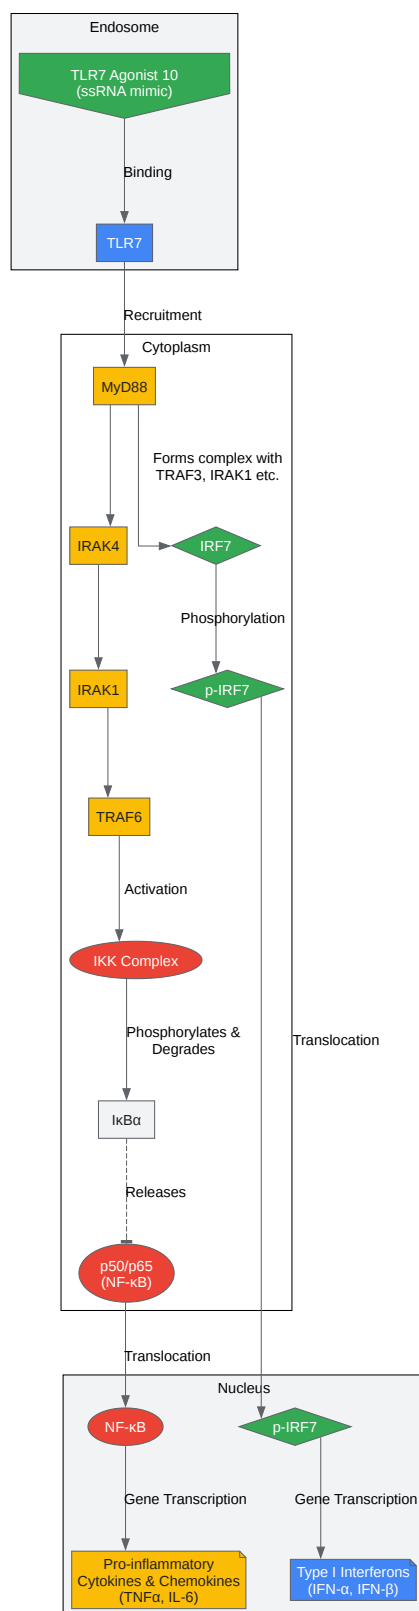 Endosome
TLR7 Agonist 10
(ssRNA mimic)
Binding
TLR7
Recruitment
Cytoplasm
MyD88
Forms complex with
TRAF3, IRAK1 etc.
IRAK4
IRF7
Phosphorylation
IRAK1
p-IRF7
TRAF6
Activation
IKK Complex
Phosphorylates &
Degrades
Translocation
IκBα
Releases
p50/p65
(NF-κB)
Translocation
Nucleus
NF-κB
p-IRF7
Gene Transcription
Gene Transcription
Pro-inflammatory
Cytokines & Chemokines
(TNFα, IL-6)
Type I Interferons
(IFN-α, IFN-β)